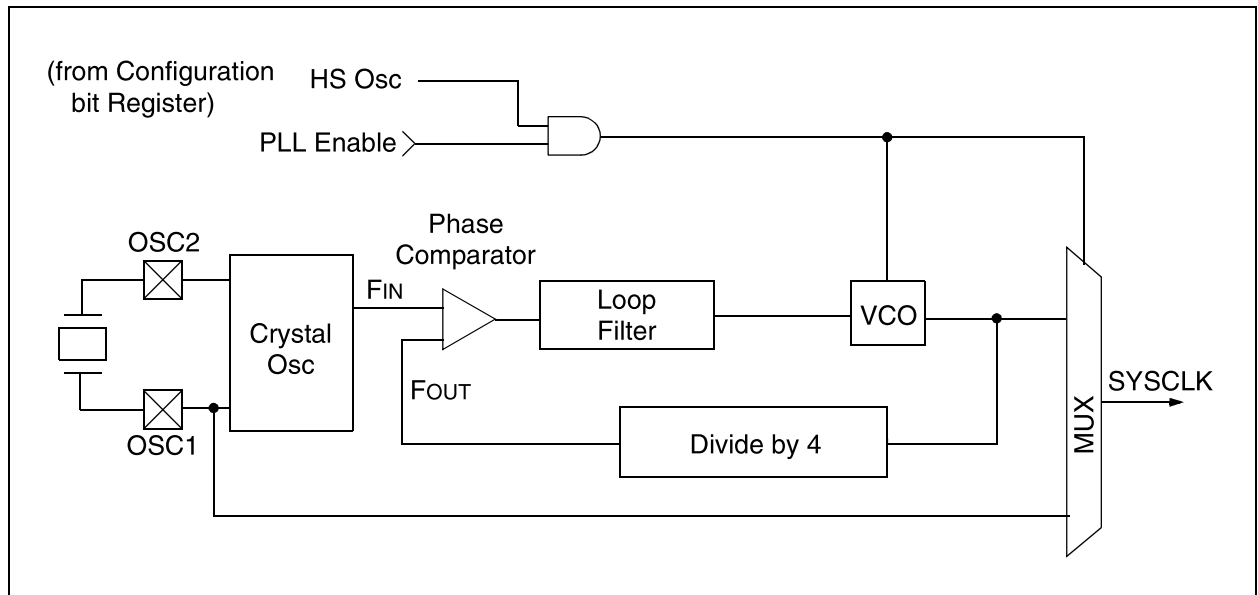 (from Configuration
bit Register)
HS Osc
PLL Enable
Phase
Comparator
OSC2
Crystal
Osc
FIN
Loop
Filter
VCO
FOUT
SYSCLK
MUX
OSC1
Divide by 4